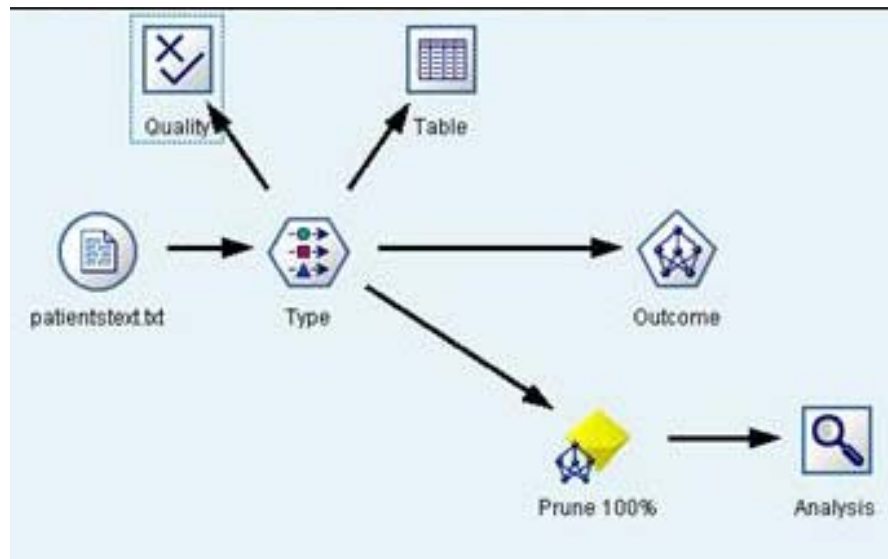 Quality
Table
patientstext.txt
Type
Outcome
Prune 100%
Analysis